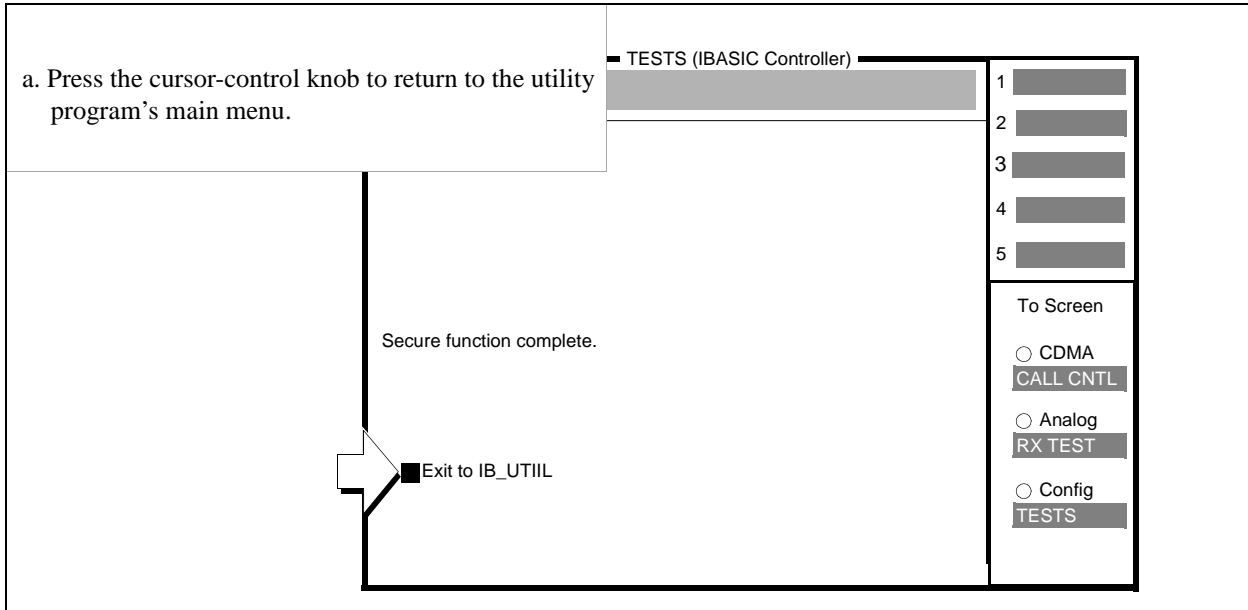 a. Press the cursor-control knob to return to the utility
program’s main menu.
TESTS (IBASIC Controller)
1
2
3
4
5
Secure function complete.
Exit to IB_UTIIL
To Screen
CDMA
CALL CNTL
Analog
RX TEST
Config
TESTS